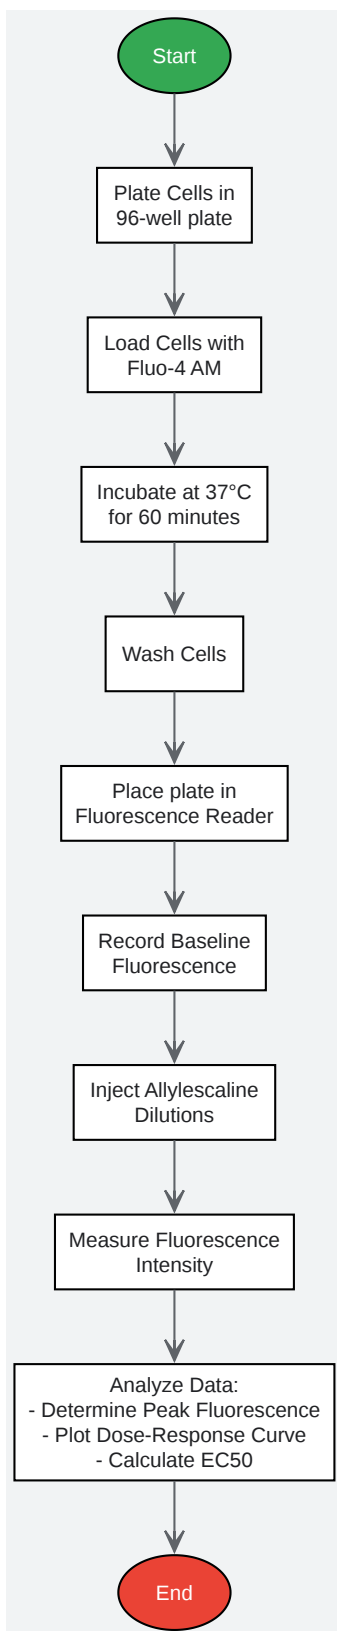 Start
Plate Cells in
96-well plate
Load Cells with
Fluo-4 AM
Incubate at 37°C
for 60 minutes
Wash Cells
Place plate in
Fluorescence Reader
Record Baseline
Fluorescence
Inject Allylescaline
Dilutions
Measure Fluorescence
Intensity
Analyze Data:
- Determine Peak Fluorescence
- Plot Dose-Response Curve
- Calculate EC50
End